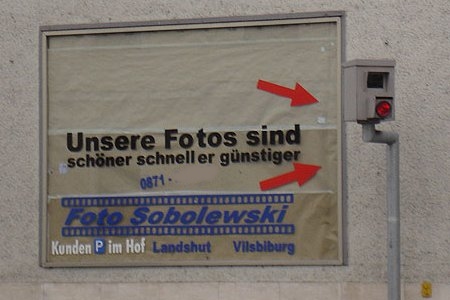 Unsere Fotos sind
schöner schneller günstiger
0871 -
Foto Sobolewski
Kunden P im Hof Landshut Vilsbiburg